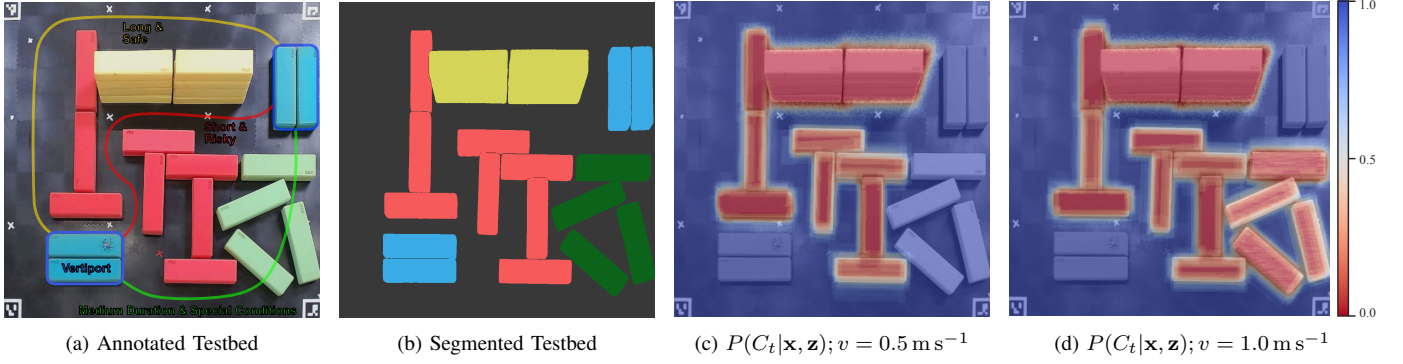 Long &
Safe
Short &
Risky
Vertiport
Medium Duration & Special Conditions
1.0
0.5
0.0
(a) Annotated Testbed
(b) Segmented Testbed
(c) P(C_t|x, z); v = 0.5 m s⁻¹
(d) P(C_t|x, z); v = 1.0 m s⁻¹